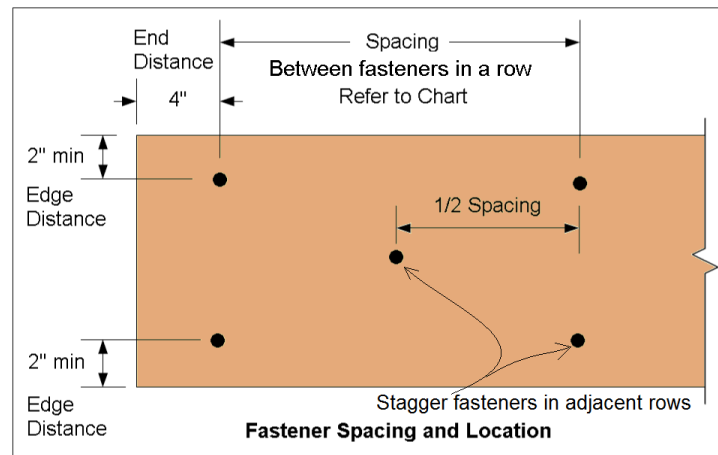 End
Distance
4"
Spacing
Between fasteners in a row
Refer to Chart
2" min
Edge
Distance
1/2 Spacing
2" min
Edge
Distance
Stagger fasteners in adjacent rows
Fastener Spacing and Location